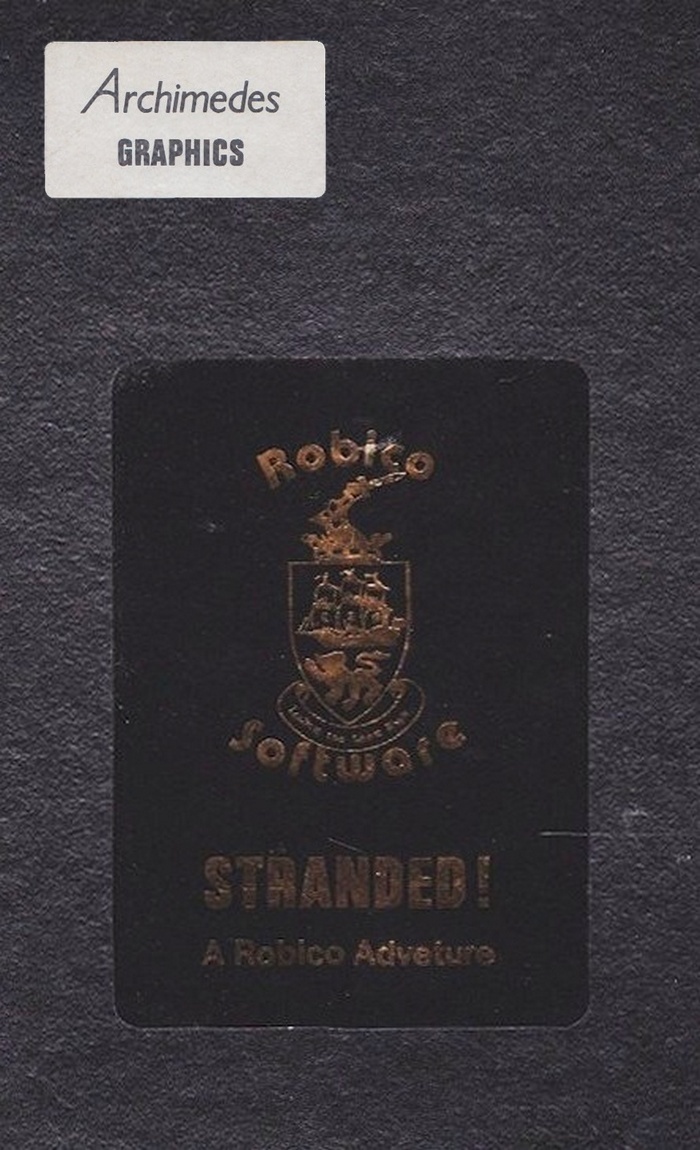 Archimedes
GRAPHICS
Robico
Software
STRANDED!
A Robico Adveture